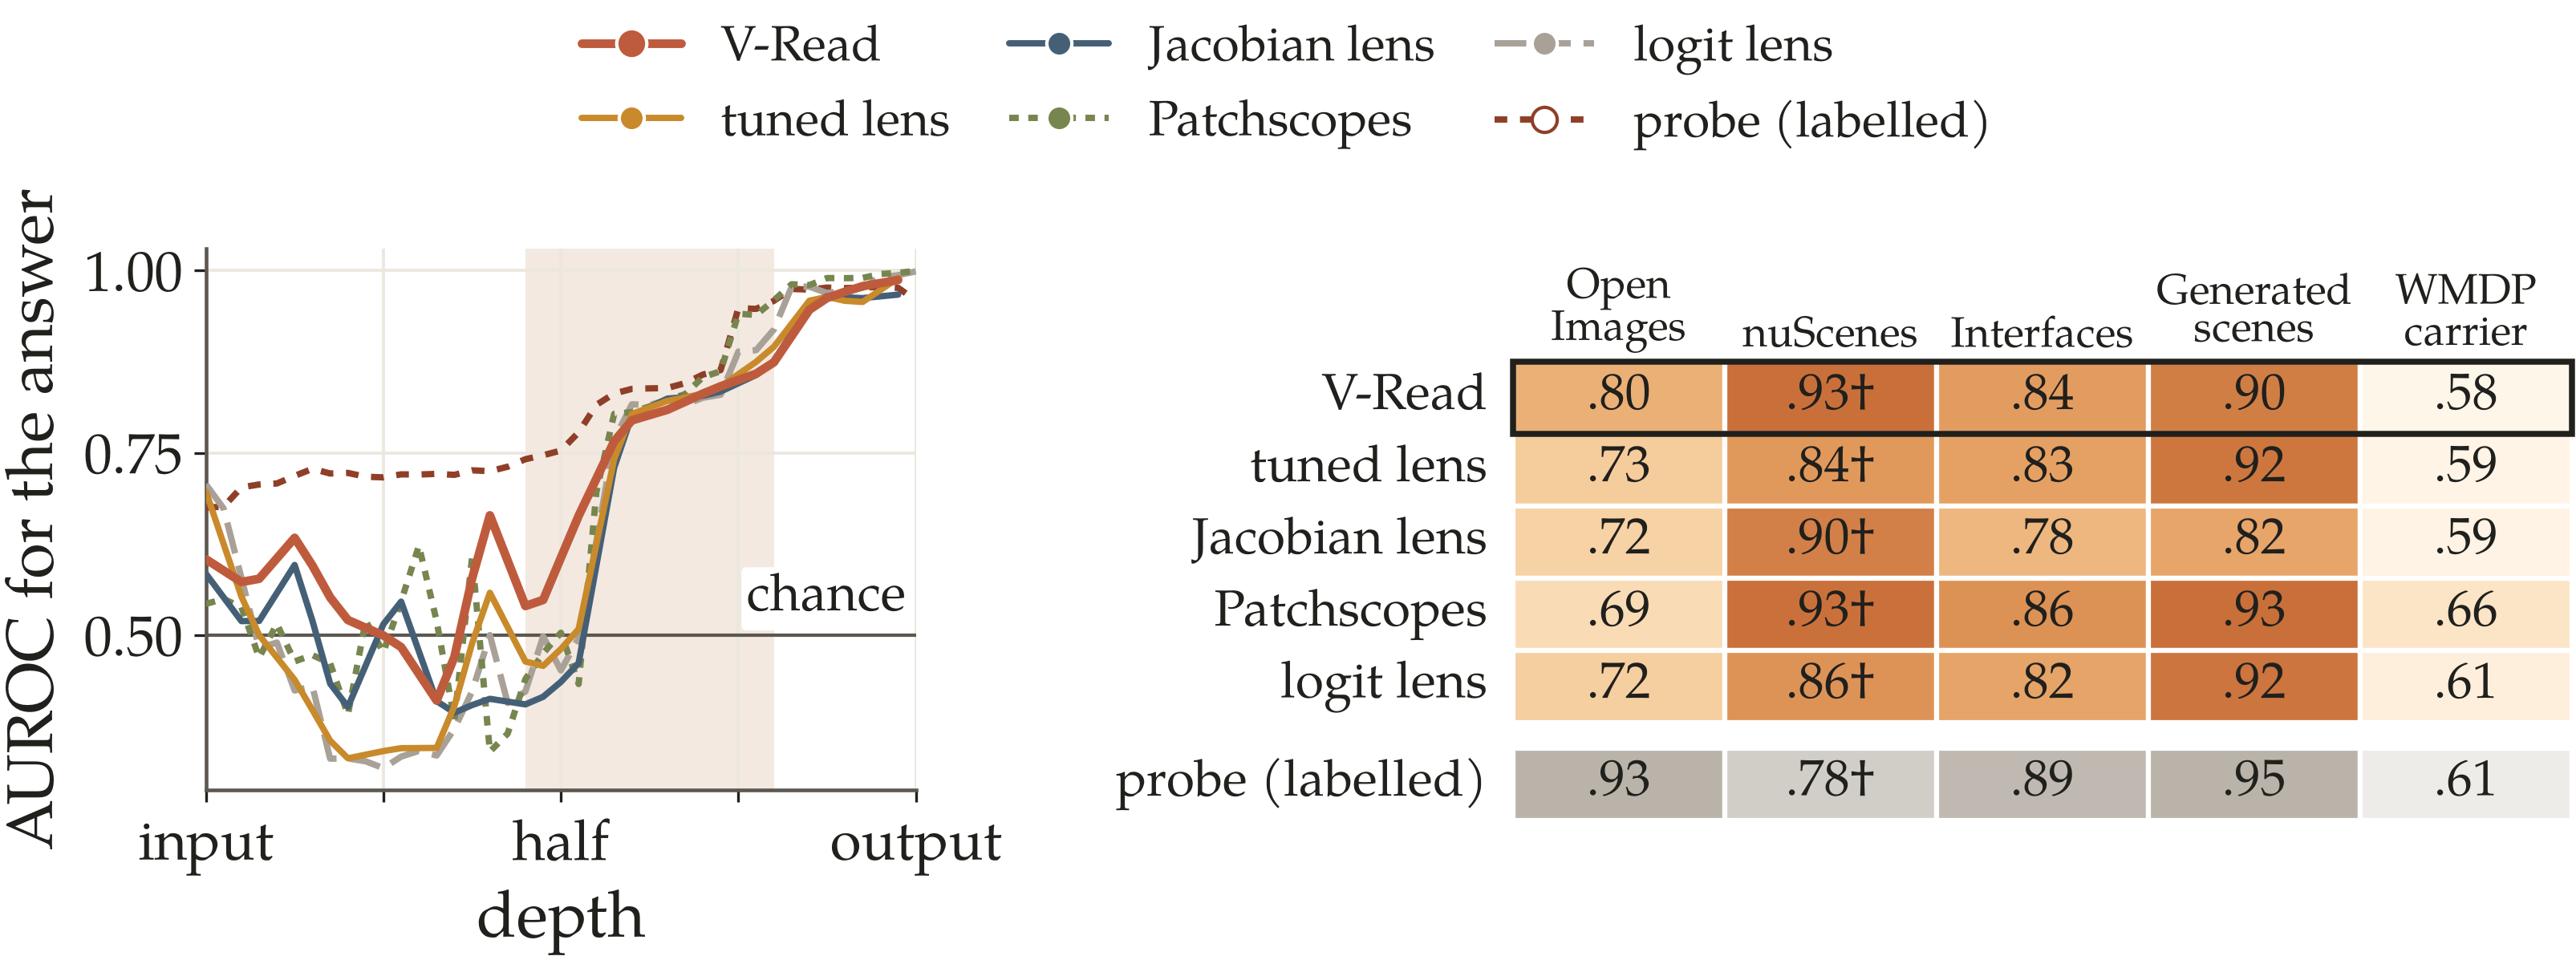 V-Read
Jacobian lens
logit lens
tuned lens
Patchscopes
probe (labelled)
AUROC for the answer
1.00
0.75
0.50
chance
input
half
output
depth
Open
Images
nuScenes
Interfaces
Generated
scenes
WMDP
carrier
V-Read .80 .93† .84 .90 .58
tuned lens .73 .84† .83 .92 .59
Jacobian lens .72 .90† .78 .82 .59
Patchscopes .69 .93† .86 .93 .66
logit lens .72 .86† .82 .92 .61
probe (labelled) .93 .78† .89 .95 .61